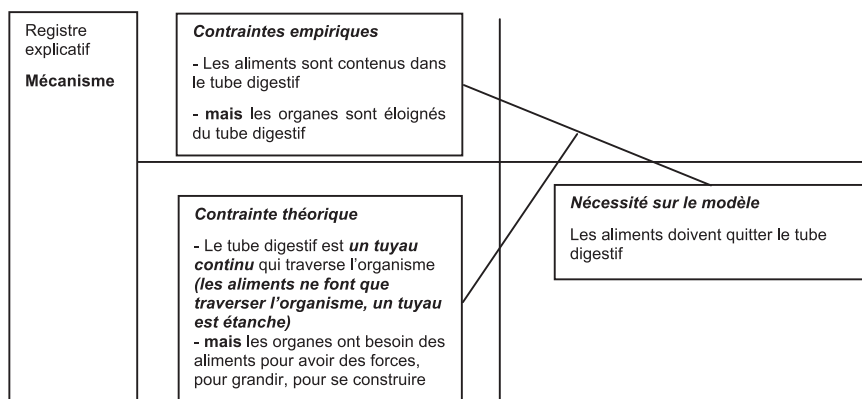 Registre
explicatif
Mécanisme
Contraintes empiriques
- Les aliments sont contenus dans
le tube digestif
- mais les organes sont éloignés
du tube digestif
Contrainte théorique
- Le tube digestif est un tuyau
continu qui traverse l'organisme
(les aliments ne font que
traverser l'organisme, un tuyau
est étanche)
- mais les organes ont besoin des
aliments pour avoir des forces,
pour grandir, pour se construire
Nécessité sur le modèle
Les aliments doivent quitter le tube
digestif